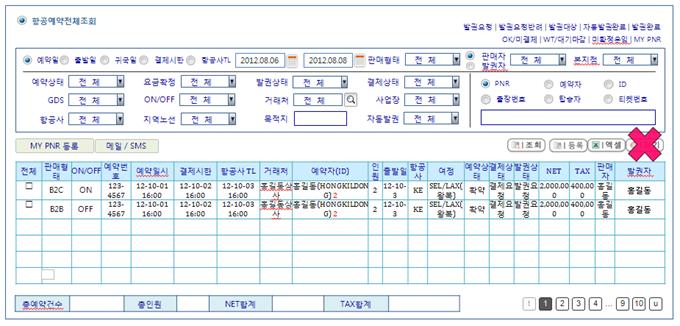 항공예약전체조회
발권요청 | 발권요청반려 | 발권대상 | 자동발권완료 | 발권완료
OK/미결제 | WT/대기마감 | 미확정운임 | MY PNR
예약일 출발일 귀국일 결제시한 항공사TL 2012.08.06 2012.08.08 판매형태 전 체 판매자 발권자 전 체 본지점 전 체
예약상태 전 체 요금확정 전 체 발권상태 전 체 결제상태 전 체 PNR 예약자 ID
GDS 전 체 ON/OFF 전 체 거래처 사업장 전 체 출장번호 탑승자 티켓번호
항공사 전 체 지역노선 전 체 목적지 자동발권 전 체
MY PNR 등록 메일 / SMS 조회 등록 엑셀
전체 판매형태 ON/OFF 예약번호 예약일시 결제시한 항공사 TL 거래처 예약자(ID) 인원 출발일 항공사 여정 예약상태 결제상태 발권상태 NET TAX 판매자 발권자
B2C ON 123-4567 12-10-01 16:00 12-10-02 16:00 12-10-03 16:00 홍길동상사 홍길동(HONGKILDONG) 2 2 12-10-3 KE SEL/LAX(왕복) 확약 결제요청 발권요청 2,000,000 400,000 홍길동 홍길동
B2B OFF 123-4567 12-10-01 16:00 12-10-02 16:00 12-10-03 16:00 홍길동상사 홍길동(HONGKILDONG) 2 2 12-10-3 KE SEL/LAX(왕복) 확약 결제요청 발권요청 2,000,000 400,000 홍길동 홍길동
총예약건수 총인원 NET합계 TAX합계 1 2 3 4 ... 9 10 u